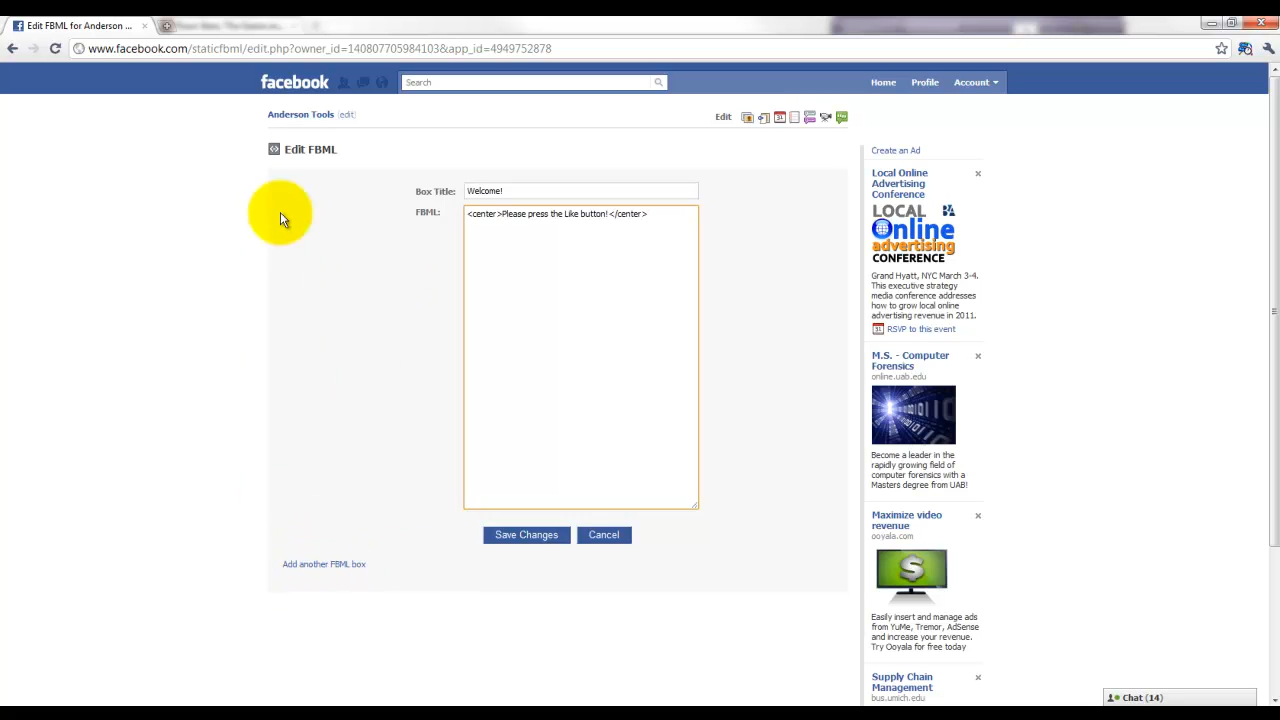 Edit FBML for Anderson ...
www.facebook.com/staticfbml/edit.php?owner_id=140807705984103&app_id=4949752878
facebook
Search
Home Profile Account
Anderson Tools (edit)
Edit
Edit FBML
Box Title: Welcome!
FBML: <center>Please press the Like button! </center>
Save Changes Cancel
Add another FBML box
Create an Ad
Local Online
Advertising
Conference
LOCAL
Online
advertising
CONFERENCE
Grand Hyatt, NYC March 3-4.
This executive strategy
media conference addresses
how to grow local online
advertising revenue in 2011.
31 RSVP to this event
M.S. - Computer
Forensics
online.uab.edu
Become a leader in the
rapidly growing field of
computer forensics with a
Masters degree from UAB!
Maximize video
revenue
ooyala.com
$
Easily insert and manage ads
from YuMe, Tremor, AdSense
and increase your revenue.
Try Ooyala for free today
Supply Chain
Management
bus.umich.edu
Chat (14)